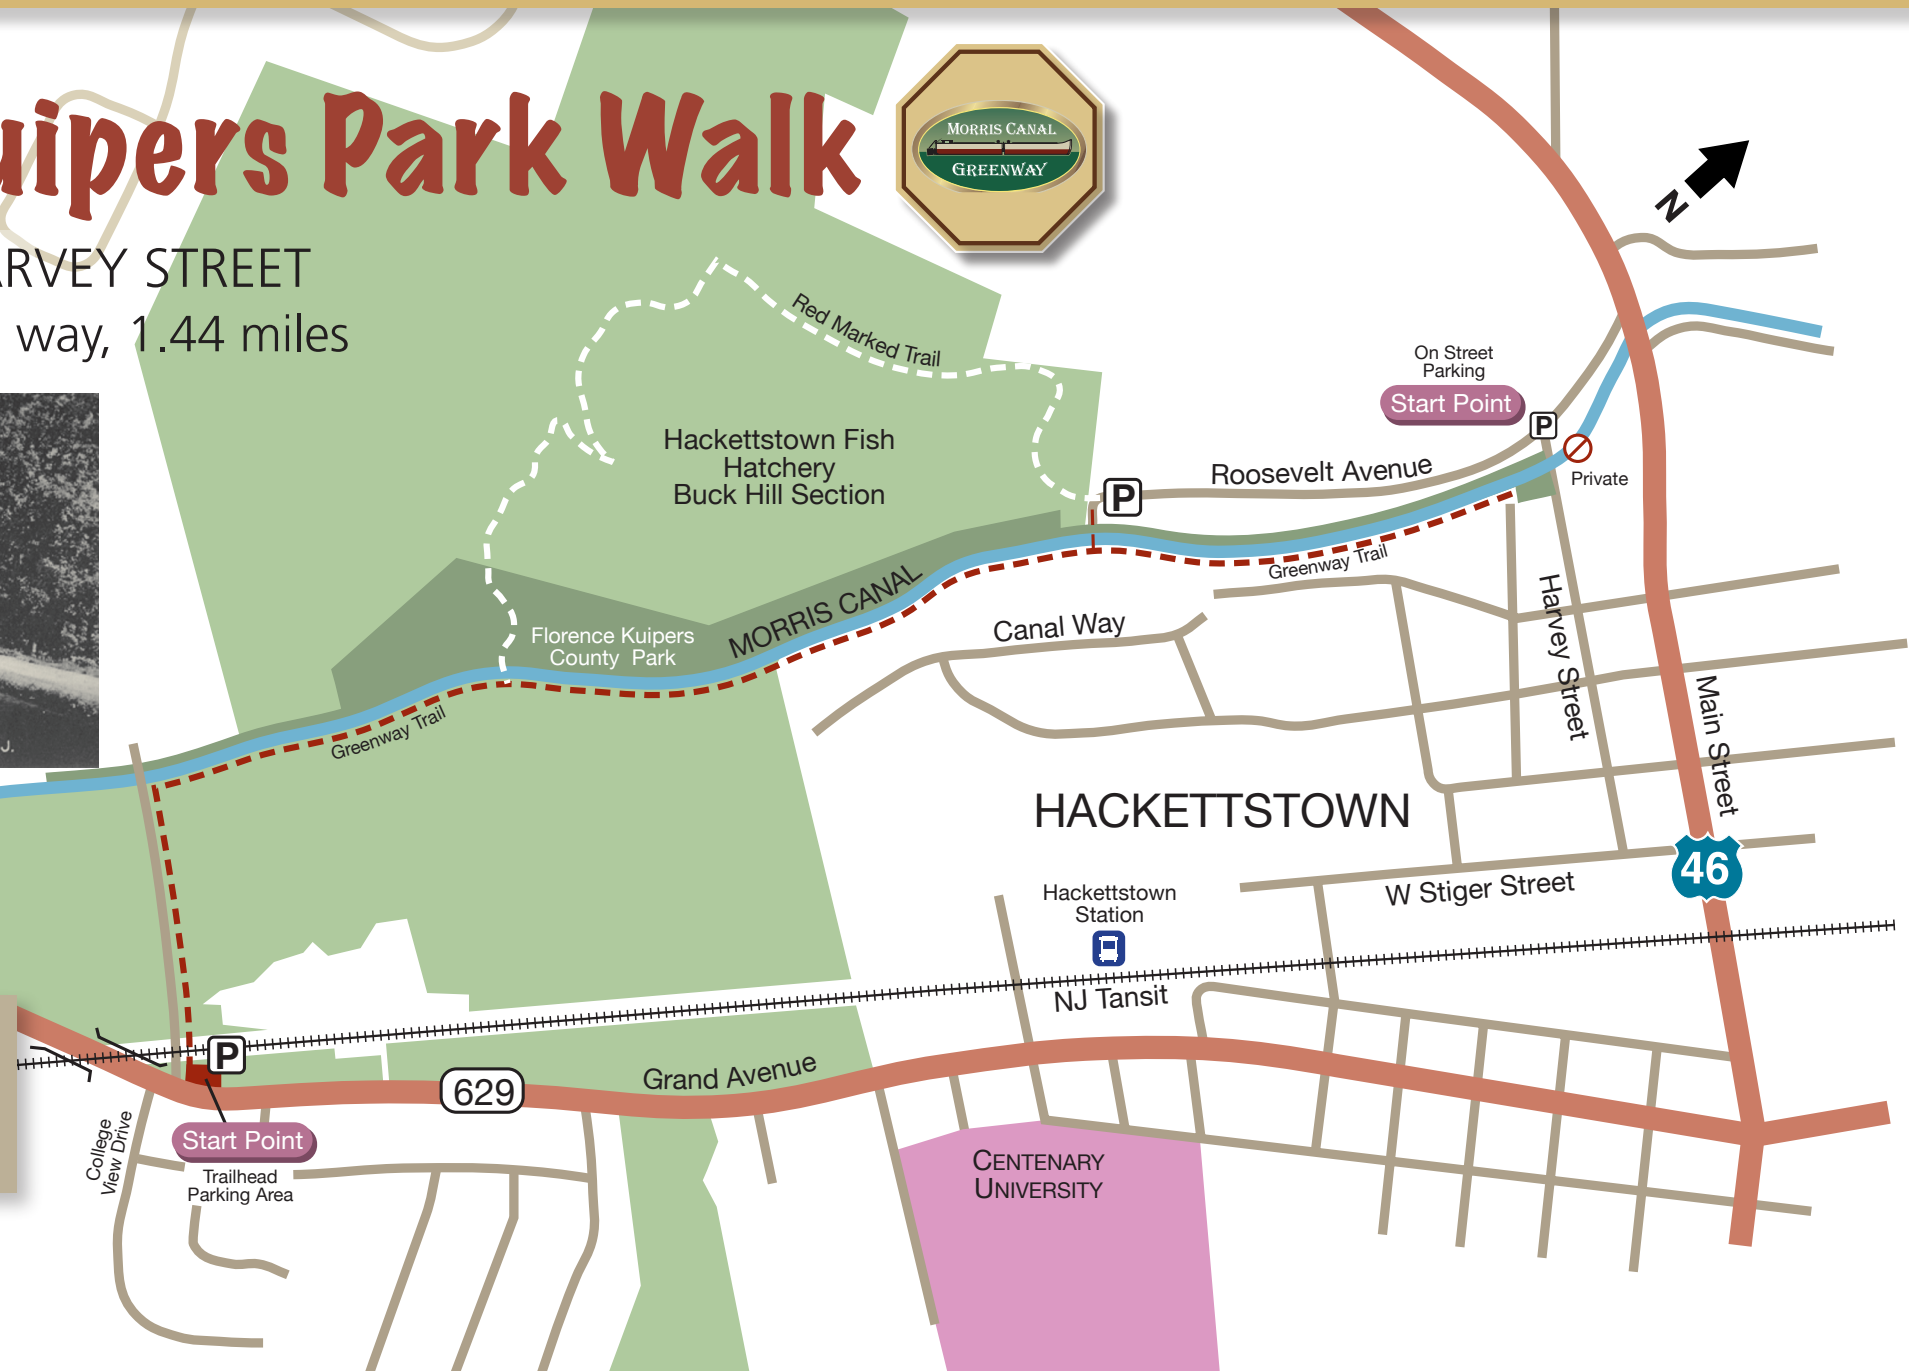 uipers Park Walk
MORRIS CANAL
GREENWAY
N
RVEY STREET
way, 1.44 miles
Red Marked Trail
On Street
Parking
Start Point
P
Hackettstown Fish
Hatchery
Buck Hill Section
P
Roosevelt Avenue
Private
Greenway Trail
MORRIS CANAL
Harvey Street
Florence Kuipers
County Park
Canal Way
Main Street
Greenway Trail
J.
HACKETTSTOWN
46
W Stiger Street
Hackettstown
Station
NJ Tansit
P
629
Grand Avenue
College
View Drive
Start Point
Trailhead
Parking Area
CENTENARY
UNIVERSITY